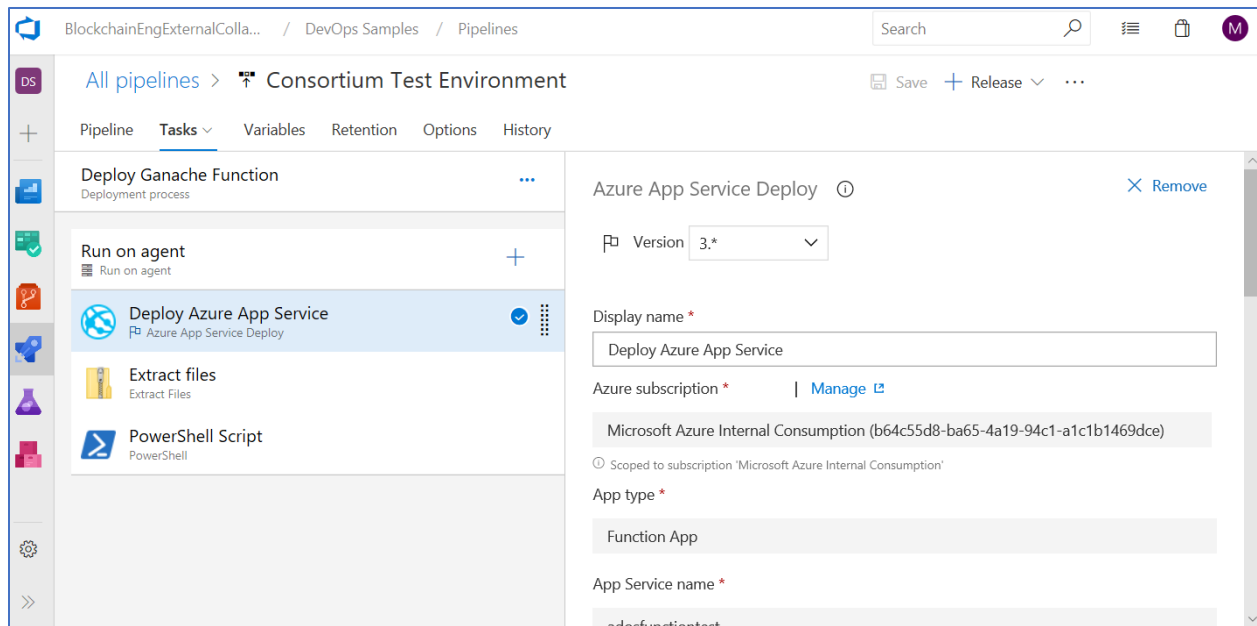 BlockchainEngExternalColla... / DevOps Samples / Pipelines
Search
M
DS
All pipelines > Consortium Test Environment
Save + Release ...
Pipeline Tasks Variables Retention Options History
Deploy Ganache Function
Deployment process
...
Run on agent
Run on agent
Deploy Azure App Service
Azure App Service Deploy
Extract files
Extract Files
PowerShell Script
PowerShell
Azure App Service Deploy
Remove
Version 3.*
Display name *
Deploy Azure App Service
Azure subscription * | Manage
Microsoft Azure Internal Consumption (b64c55d8-ba65-4a19-94c1-a1c1b1469dce)
Scoped to subscription 'Microsoft Azure Internal Consumption'
App type *
Function App
App Service name *
adosfunctiontest